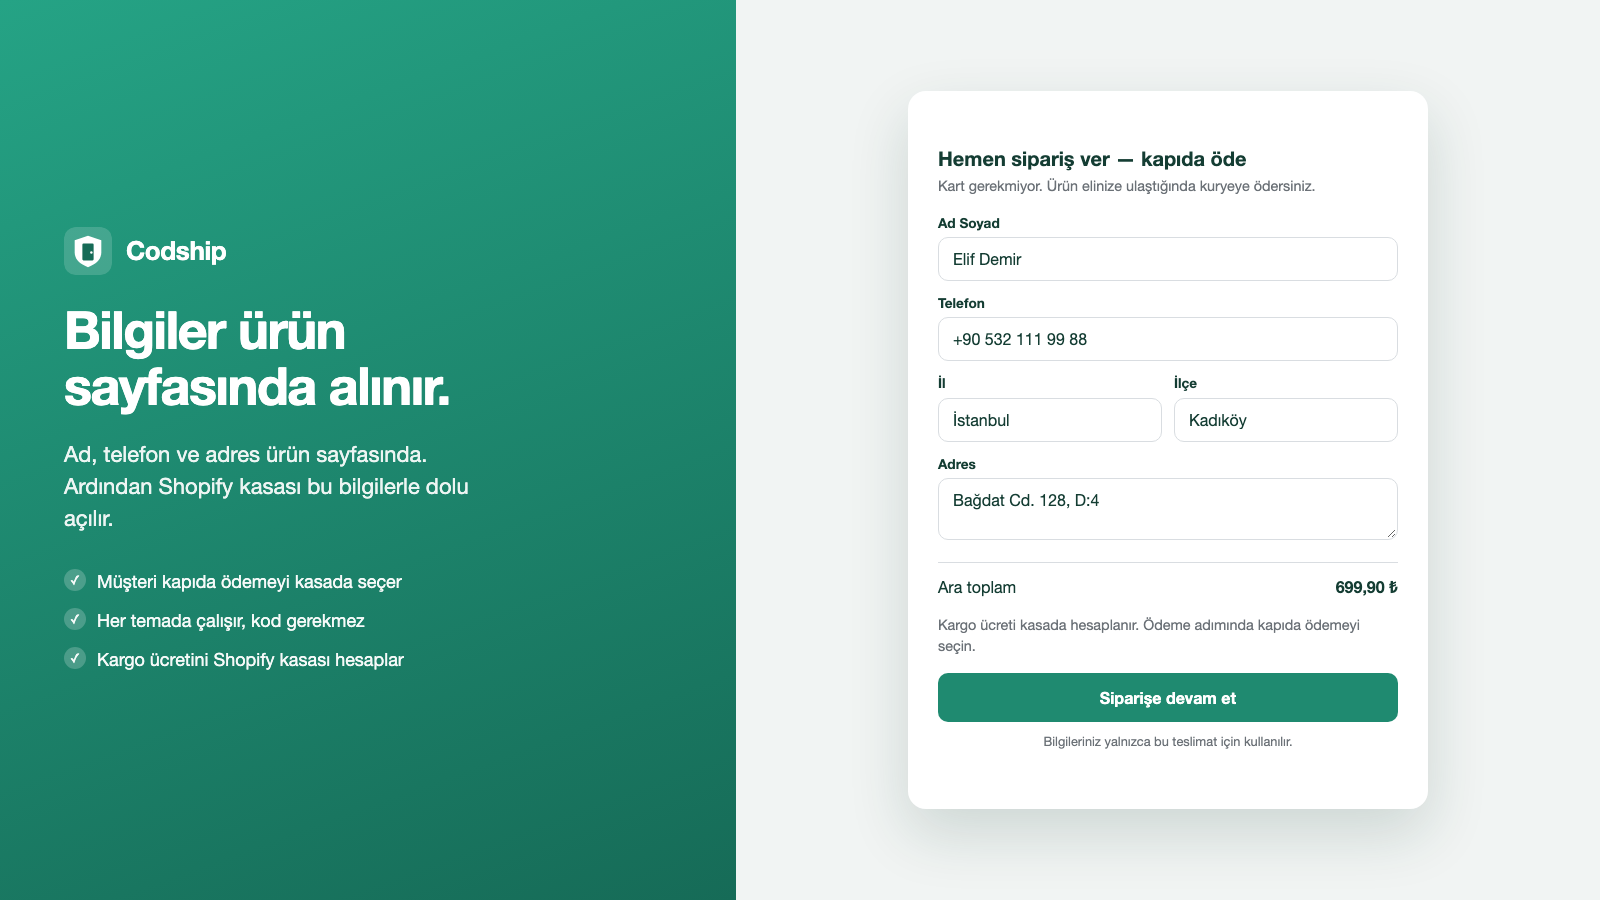 Codship
Bilgiler ürün
sayfasında alınır.
Ad, telefon ve adres ürün sayfasında.
Ardından Shopify kasası bu bilgilerle dolu
açılır.
Müşteri kapıda ödemeyi kasada seçer
Her temada çalışır, kod gerekmez
Kargo ücretini Shopify kasası hesaplar
Hemen sipariş ver — kapıda öde
Kart gerekmiyor. Ürün elinize ulaştığında kuryeye ödersiniz.
Ad Soyad
Elif Demir
Telefon
+90 532 111 99 88
İl
İlçe
İstanbul
Kadıköy
Adres
Bağdat Cd. 128, D:4
Ara toplam 699,90 ₺
Kargo ücreti kasada hesaplanır. Ödeme adımında kapıda ödemeyi
seçin.
Siparişe devam et
Bilgileriniz yalnızca bu teslimat için kullanılır.